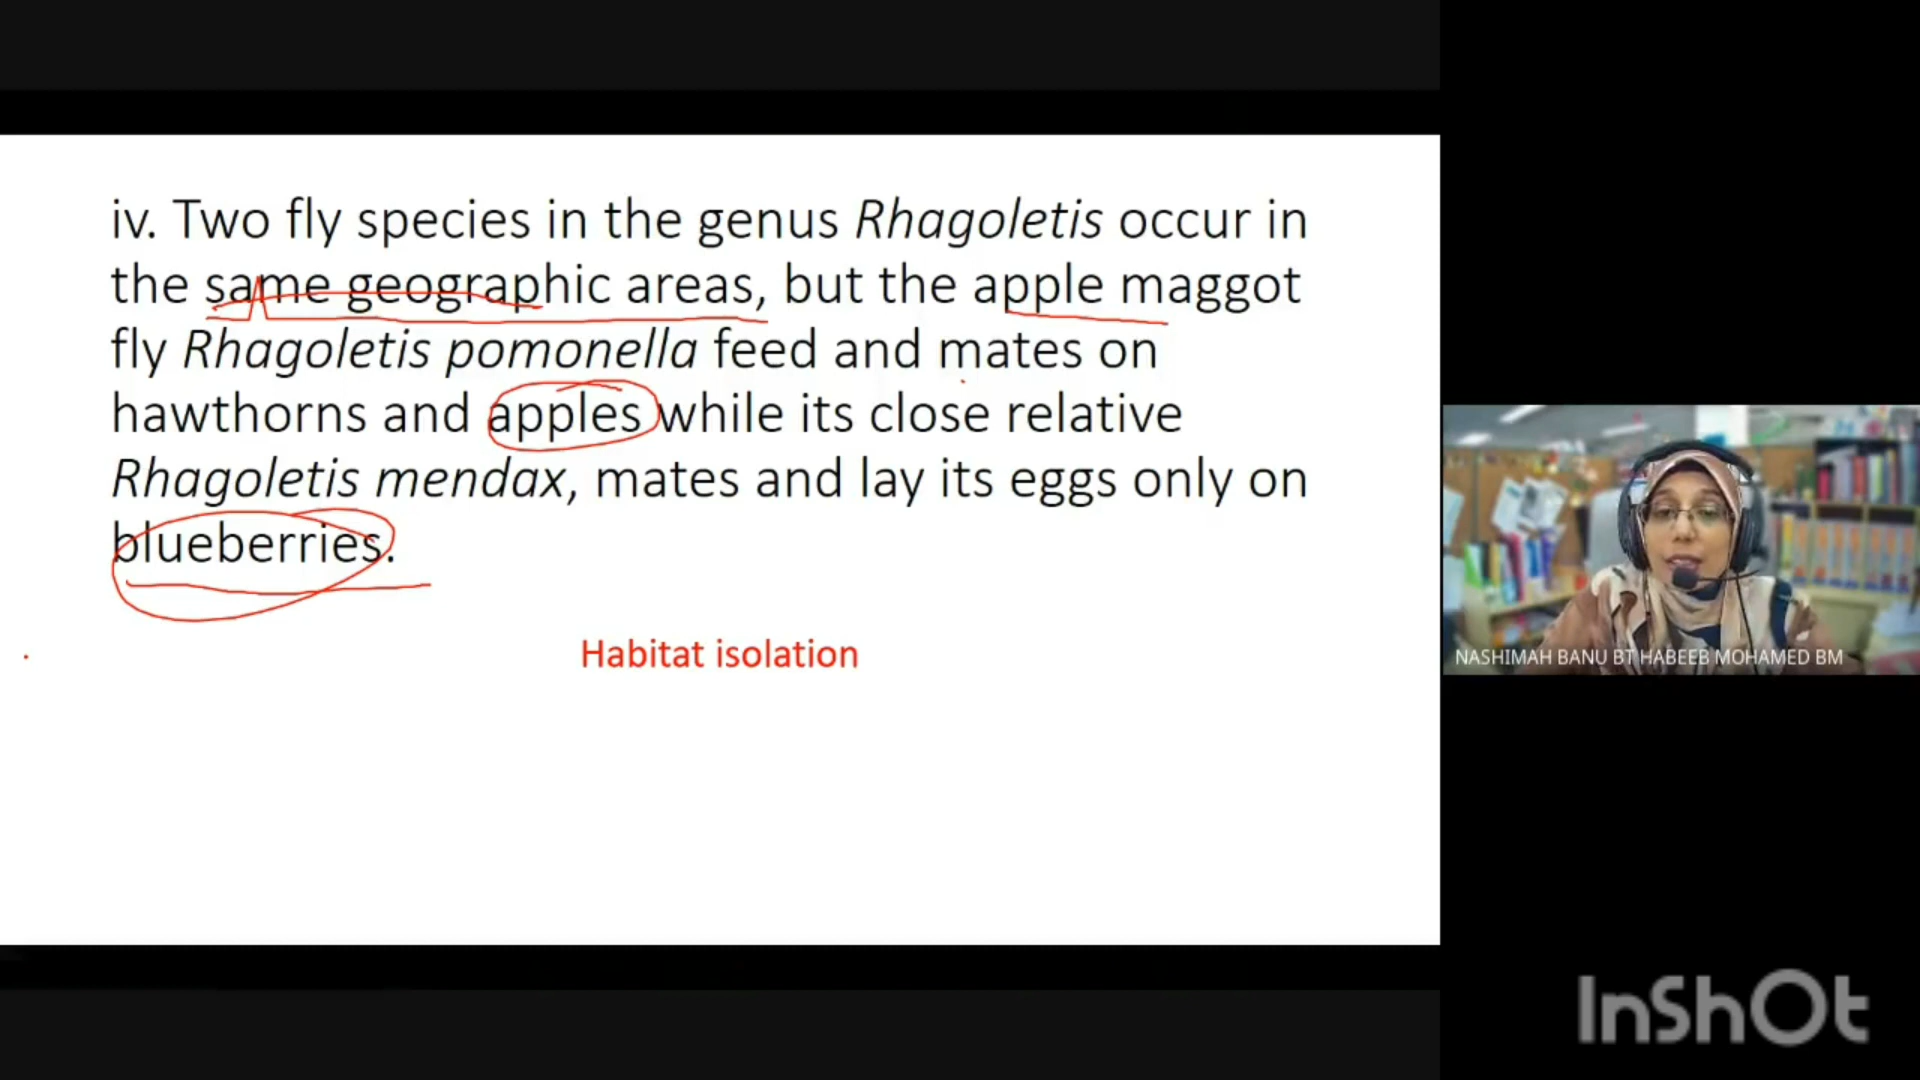 iv. Two fly species in the genus Rhagoletis occur in
the same geographic areas, but the apple maggot
fly Rhagoletis pomonella feed and mates on
hawthorns and apples while its close relative
Rhagoletis mendax, mates and lay its eggs only on
blueberries.
Habitat isolation
NASHIMAH BANU BT HABEEB MOHAMED BM
InShOt